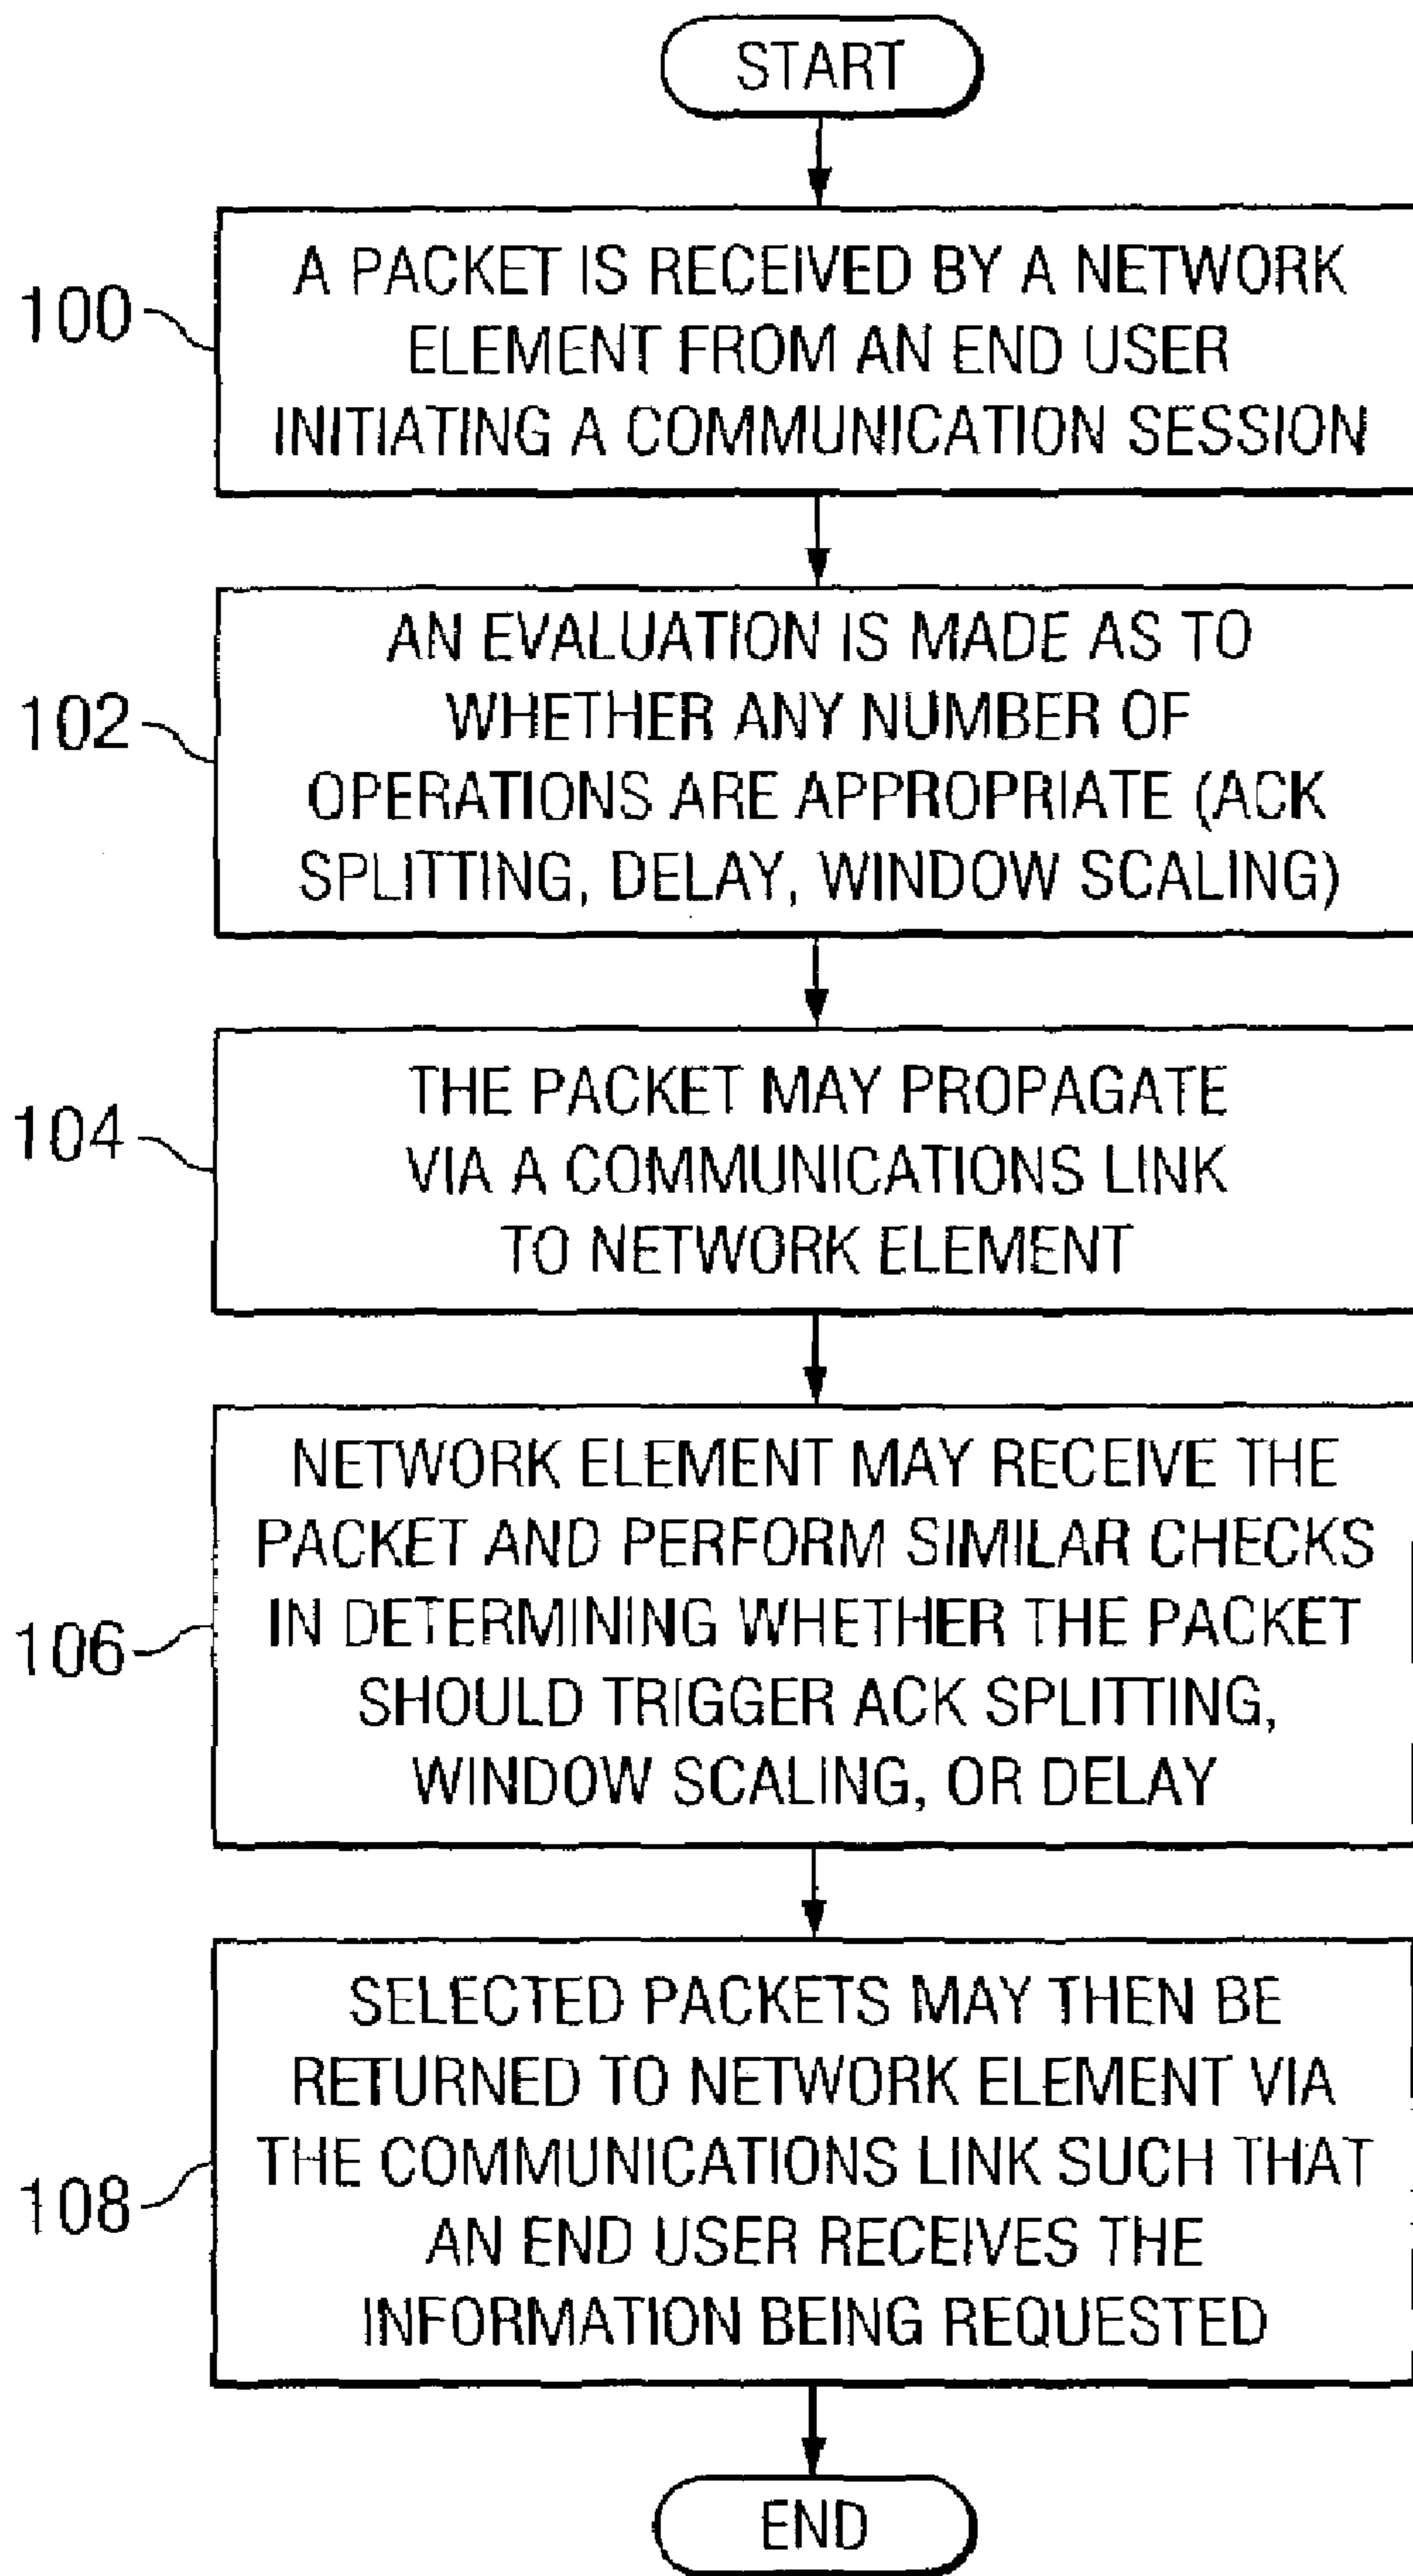 START
100
A PACKET IS RECEIVED BY A NETWORK
ELEMENT FROM AN END USER
INITIATING A COMMUNICATION SESSION
102
AN EVALUATION IS MADE AS TO
WHETHER ANY NUMBER OF
OPERATIONS ARE APPROPRIATE (ACK
SPLITTING, DELAY, WINDOW SCALING)
104
THE PACKET MAY PROPAGATE
VIA A COMMUNICATIONS LINK
TO NETWORK ELEMENT
106
NETWORK ELEMENT MAY RECEIVE THE
PACKET AND PERFORM SIMILAR CHECKS
IN DETERMINING WHETHER THE PACKET
SHOULD TRIGGER ACK SPLITTING,
WINDOW SCALING, OR DELAY
108
SELECTED PACKETS MAY THEN BE
RETURNED TO NETWORK ELEMENT VIA
THE COMMUNICATIONS LINK SUCH THAT
AN END USER RECEIVES THE
INFORMATION BEING REQUESTED
END